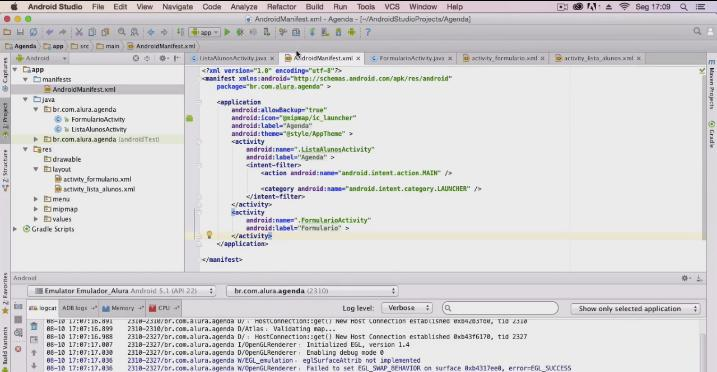 Android Studio File Edit View Navigate Code Analyze Refactor Build Run Tools VCS Window Help
Seg 17:09
AndroidManifest.xml - Agenda - [~/AndroidStudioProjects/Agenda]
app
Agenda app src main AndroidManifest.xml
Android
ListaAlunosActivity.java AndroidManifest.xml FormularioActivity.java activity_formulario.xml activity_lista_alunos.xml
app
manifests
AndroidManifest.xml
java
br.com.alura.agenda
FormularioActivity
ListaAlunosActivity
br.com.alura.agenda (androidTest)
res
drawable
layout
activity_formulario.xml
activity_lista_alunos.xml
menu
mipmap
values
Gradle Scripts
Captures
1: Project
7: Structure
2: Favorites
Build Variants
Maven Projects
Gradle
<?xml version="1.0" encoding="utf-8"?>
<manifest xmlns:android="http://schemas.android.com/apk/res/android"
package="br.com.alura.agenda" >
<application
android:allowBackup="true"
android:icon="@mipmap/ic_launcher"
android:label="Agenda"
android:theme="@style/AppTheme" >
<activity
android:name=".ListaAlunosActivity"
android:label="Agenda" >
<intent-filter>
<action android:name="android.intent.action.MAIN" />
<category android:name="android.intent.category.LAUNCHER" />
</intent-filter>
</activity>
<activity
android:name=".FormularioActivity"
android:label="Formulario" >
</activity>
</application>
</manifest>
Android
Emulator Emulador_Alura Android 5.1 (API 22) br.com.alura.agenda (2310)
logcat ADB logs Memory CPU Log level: Verbose Show only selected application
08-10 17:07:16.891 2310-2310/br.com.alura.agenda D/﹕ HostConnection::get() New Host Connection established 0xb42b3fd0, tid 2310
08-10 17:07:16.899 2310-2310/br.com.alura.agenda D/Atlas﹕ Validating map...
08-10 17:07:16.988 2310-2327/br.com.alura.agenda D/﹕ HostConnection::get() New Host Connection established 0xb43f6170, tid 2327
08-10 17:07:17.007 2310-2327/br.com.alura.agenda I/OpenGLRenderer﹕ Initialized EGL, version 1.4
08-10 17:07:17.030 2310-2327/br.com.alura.agenda D/OpenGLRenderer﹕ Enabling debug mode 0
08-10 17:07:17.036 2310-2327/br.com.alura.agenda W/EGL_emulation﹕ eglSurfaceAttrib not implemented
08-10 17:07:17.036 2310-2327/br.com.alura.agenda W/OpenGLRenderer﹕ Failed to set EGL_SWAP_BEHAVIOR on surface 0xb4317ee0, error=EGL_SUCCESS